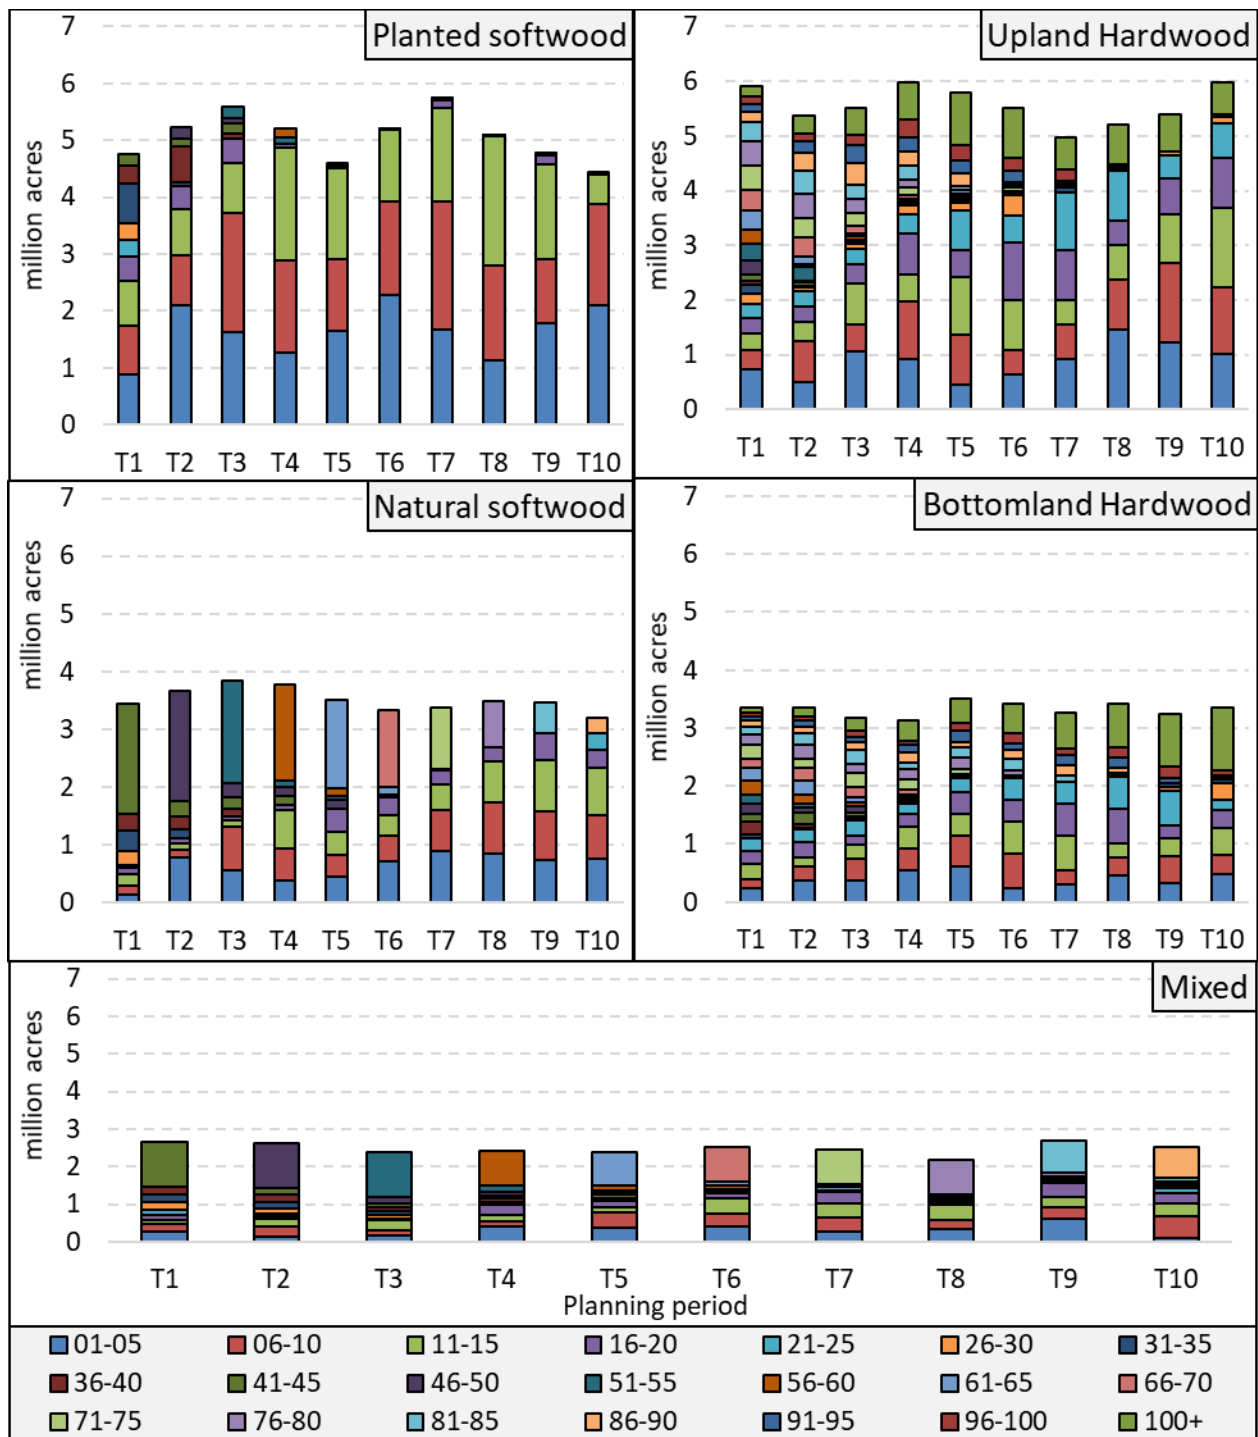 Planted softwood
million acres
7
6
5
4
3
2
1
0
T1 T2 T3 T4 T5 T6 T7 T8 T9 T10
Upland Hardwood
million acres
7
6
5
4
3
2
1
0
T1 T2 T3 T4 T5 T6 T7 T8 T9 T10
Natural softwood
million acres
7
6
5
4
3
2
1
0
T1 T2 T3 T4 T5 T6 T7 T8 T9 T10
Bottomland Hardwood
million acres
7
6
5
4
3
2
1
0
T1 T2 T3 T4 T5 T6 T7 T8 T9 T10
Mixed
million acres
7
6
5
4
3
2
1
0
T1 T2 T3 T4 T5 T6 T7 T8 T9 T10
Planning period
01-05 06-10 11-15 16-20 21-25 26-30 31-35
36-40 41-45 46-50 51-55 56-60 61-65 66-70
71-75 76-80 81-85 86-90 91-95 96-100 100+